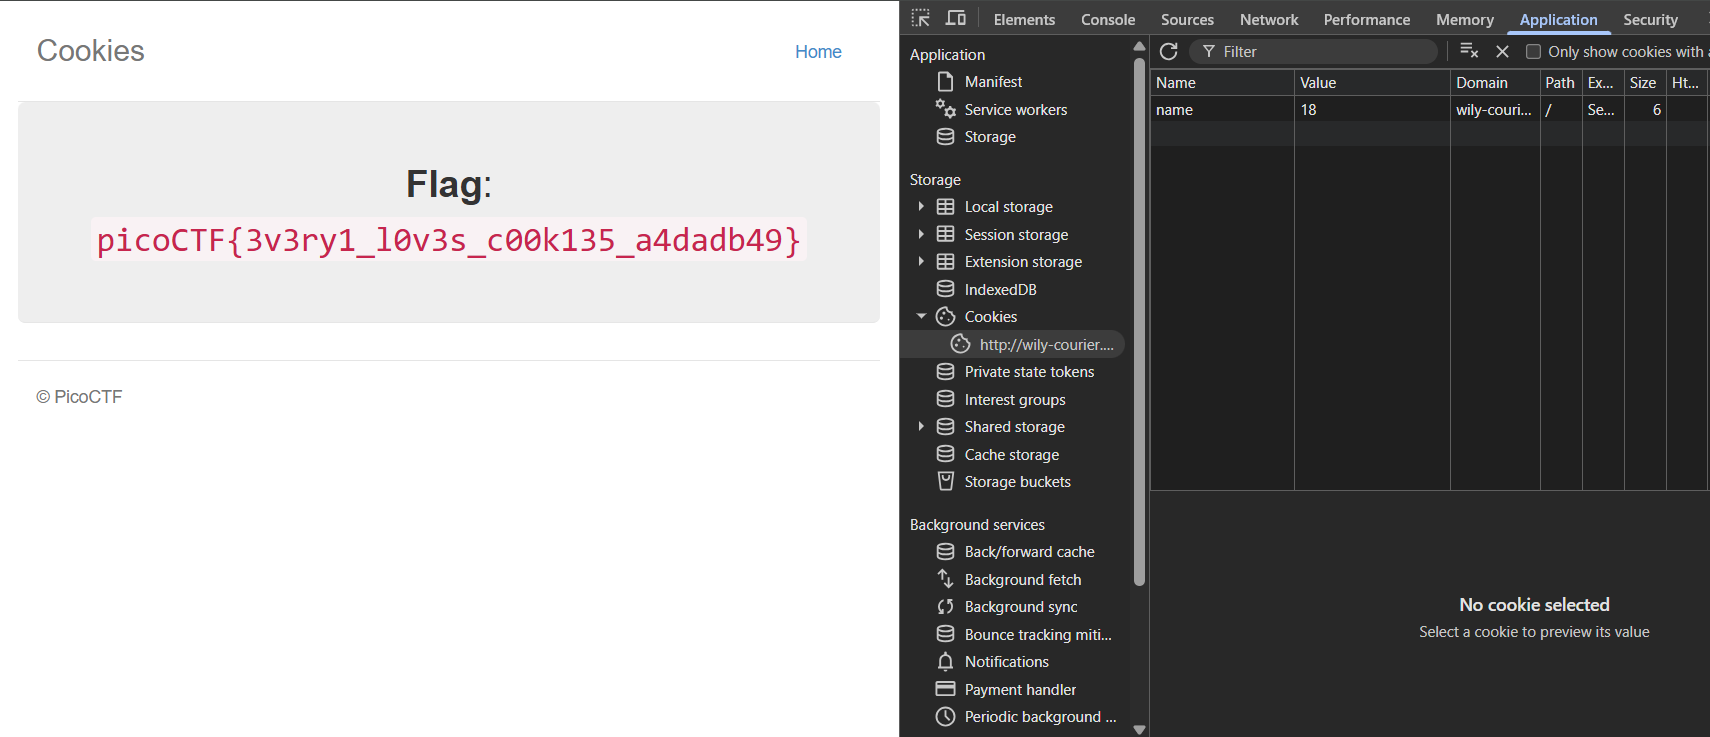 Cookies
Home
Flag:
picoCTF{3v3ry1_l0v3s_c00k135_a4dadb49}
© PicoCTF
Elements Console Sources Network Performance Memory Application Security
Application
Manifest
Service workers
Storage
Storage
Local storage
Session storage
Extension storage
IndexedDB
Cookies
http://wily-courier....
Private state tokens
Interest groups
Shared storage
Cache storage
Storage buckets
Background services
Back/forward cache
Background fetch
Background sync
Bounce tracking miti...
Notifications
Payment handler
Periodic background ...
Filter
Only show cookies with
Name Value Domain Path Ex... Size Ht...
name 18 wily-couri... / Se... 6
No cookie selected
Select a cookie to preview its value